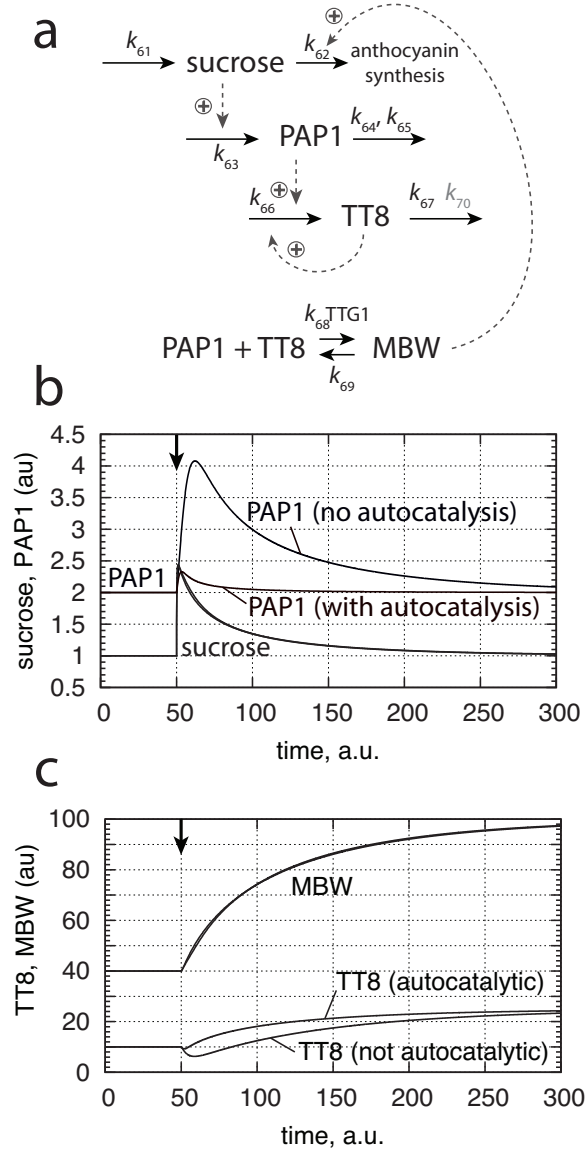 a
k61
sucrose
k62
anthocyanin
synthesis
k63
PAP1
k64, k65
k66
TT8
k67 k70
PAP1 + TT8
k68TTG1
k69
MBW
b
4.5
4
3.5
3
2.5
2
1.5
1
0.5
sucrose, PAP1 (au)
PAP1
PAP1 (no autocatalysis)
PAP1 (with autocatalysis)
sucrose
0 50 100 150 200 250 300
time, a.u.
c
100
80
60
40
20
0
TT8, MBW (au)
MBW
TT8 (autocatalytic)
TT8 (not autocatalytic)
0 50 100 150 200 250 300
time, a.u.